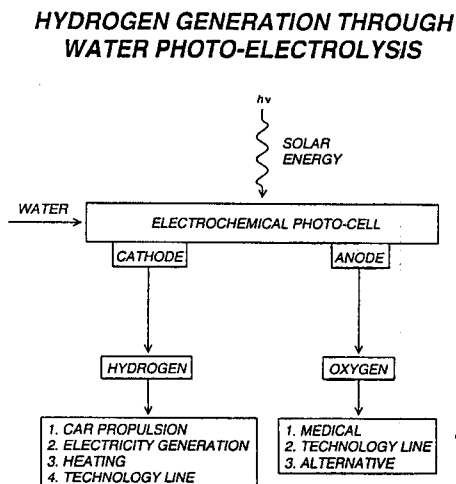 HYDROGEN GENERATION THROUGH
WATER PHOTO-ELECTROLYSIS
hν
SOLAR
ENERGY
WATER
ELECTROCHEMICAL PHOTO-CELL
CATHODE
ANODE
HYDROGEN
OXYGEN
1. CAR PROPULSION
2. ELECTRICITY GENERATION
3. HEATING
4. TECHNOLOGY LINE
1. MEDICAL
2. TECHNOLOGY LINE
3. ALTERNATIVE